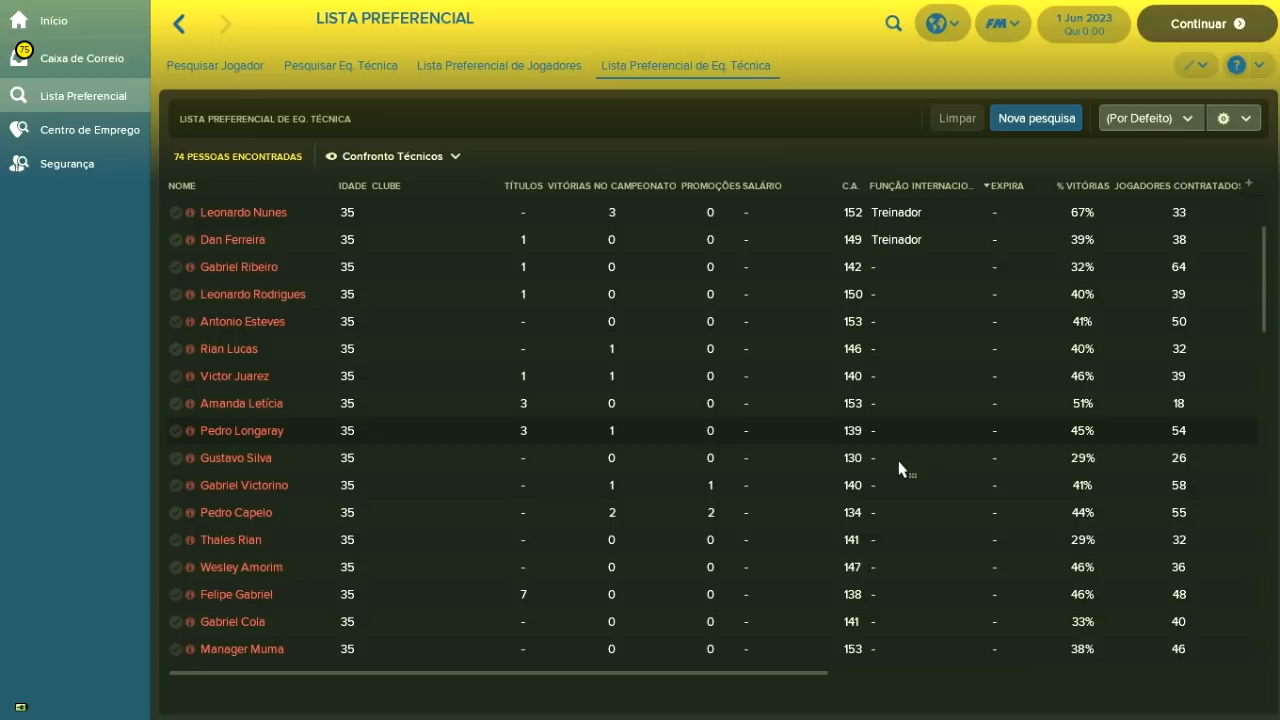 Início
LISTA PREFERENCIAL
FM
1 Jun 2023
Qui 0:00
Continuar
75
Caixa de Correio
Pesquisar Jogador Pesquisar Eq. Técnica Lista Preferencial de Jogadores Lista Preferencial de Eq. Técnica
?
Lista Preferencial
Centro de Emprego
Segurança
LISTA PREFERENCIAL DE EQ. TÉCNICA
Limpar Nova pesquisa (Por Defeito)
74 PESSOAS ENCONTRADAS Confronto Técnicos
NOME IDADE CLUBE TÍTULOS VITÓRIAS NO CAMPEONATO PROMOÇÕES SALÁRIO C.A. FUNÇÃO INTERNACIO... EXPIRA % VITÓRIAS JOGADORES CONTRATADOS +
Leonardo Nunes 35 - 3 0 - 152 Treinador - 67% 33
Dan Ferreira 35 1 0 0 - 149 Treinador - 39% 38
Gabriel Ribeiro 35 1 0 0 - 142 - - 32% 64
Leonardo Rodrigues 35 1 0 0 - 150 - - 40% 39
Antonio Esteves 35 - 0 0 - 153 - - 41% 50
Rian Lucas 35 - 1 0 - 146 - - 40% 32
Victor Juarez 35 1 1 0 - 140 - - 46% 39
Amanda Letícia 35 3 0 0 - 153 - - 51% 18
Pedro Longaray 35 3 1 0 - 139 - - 45% 54
Gustavo Silva 35 - 0 0 - 130 - - 29% 26
Gabriel Victorino 35 - 1 1 - 140 - - 41% 58
Pedro Capelo 35 - 2 2 - 134 - - 44% 55
Thales Rian 35 - 0 0 - 141 - - 29% 32
Wesley Amorim 35 - 0 0 - 147 - - 46% 36
Felipe Gabriel 35 7 0 0 - 138 - - 46% 48
Gabriel Cola 35 - 0 0 - 141 - - 33% 40
Manager Muma 35 - 0 0 - 153 - - 38% 46